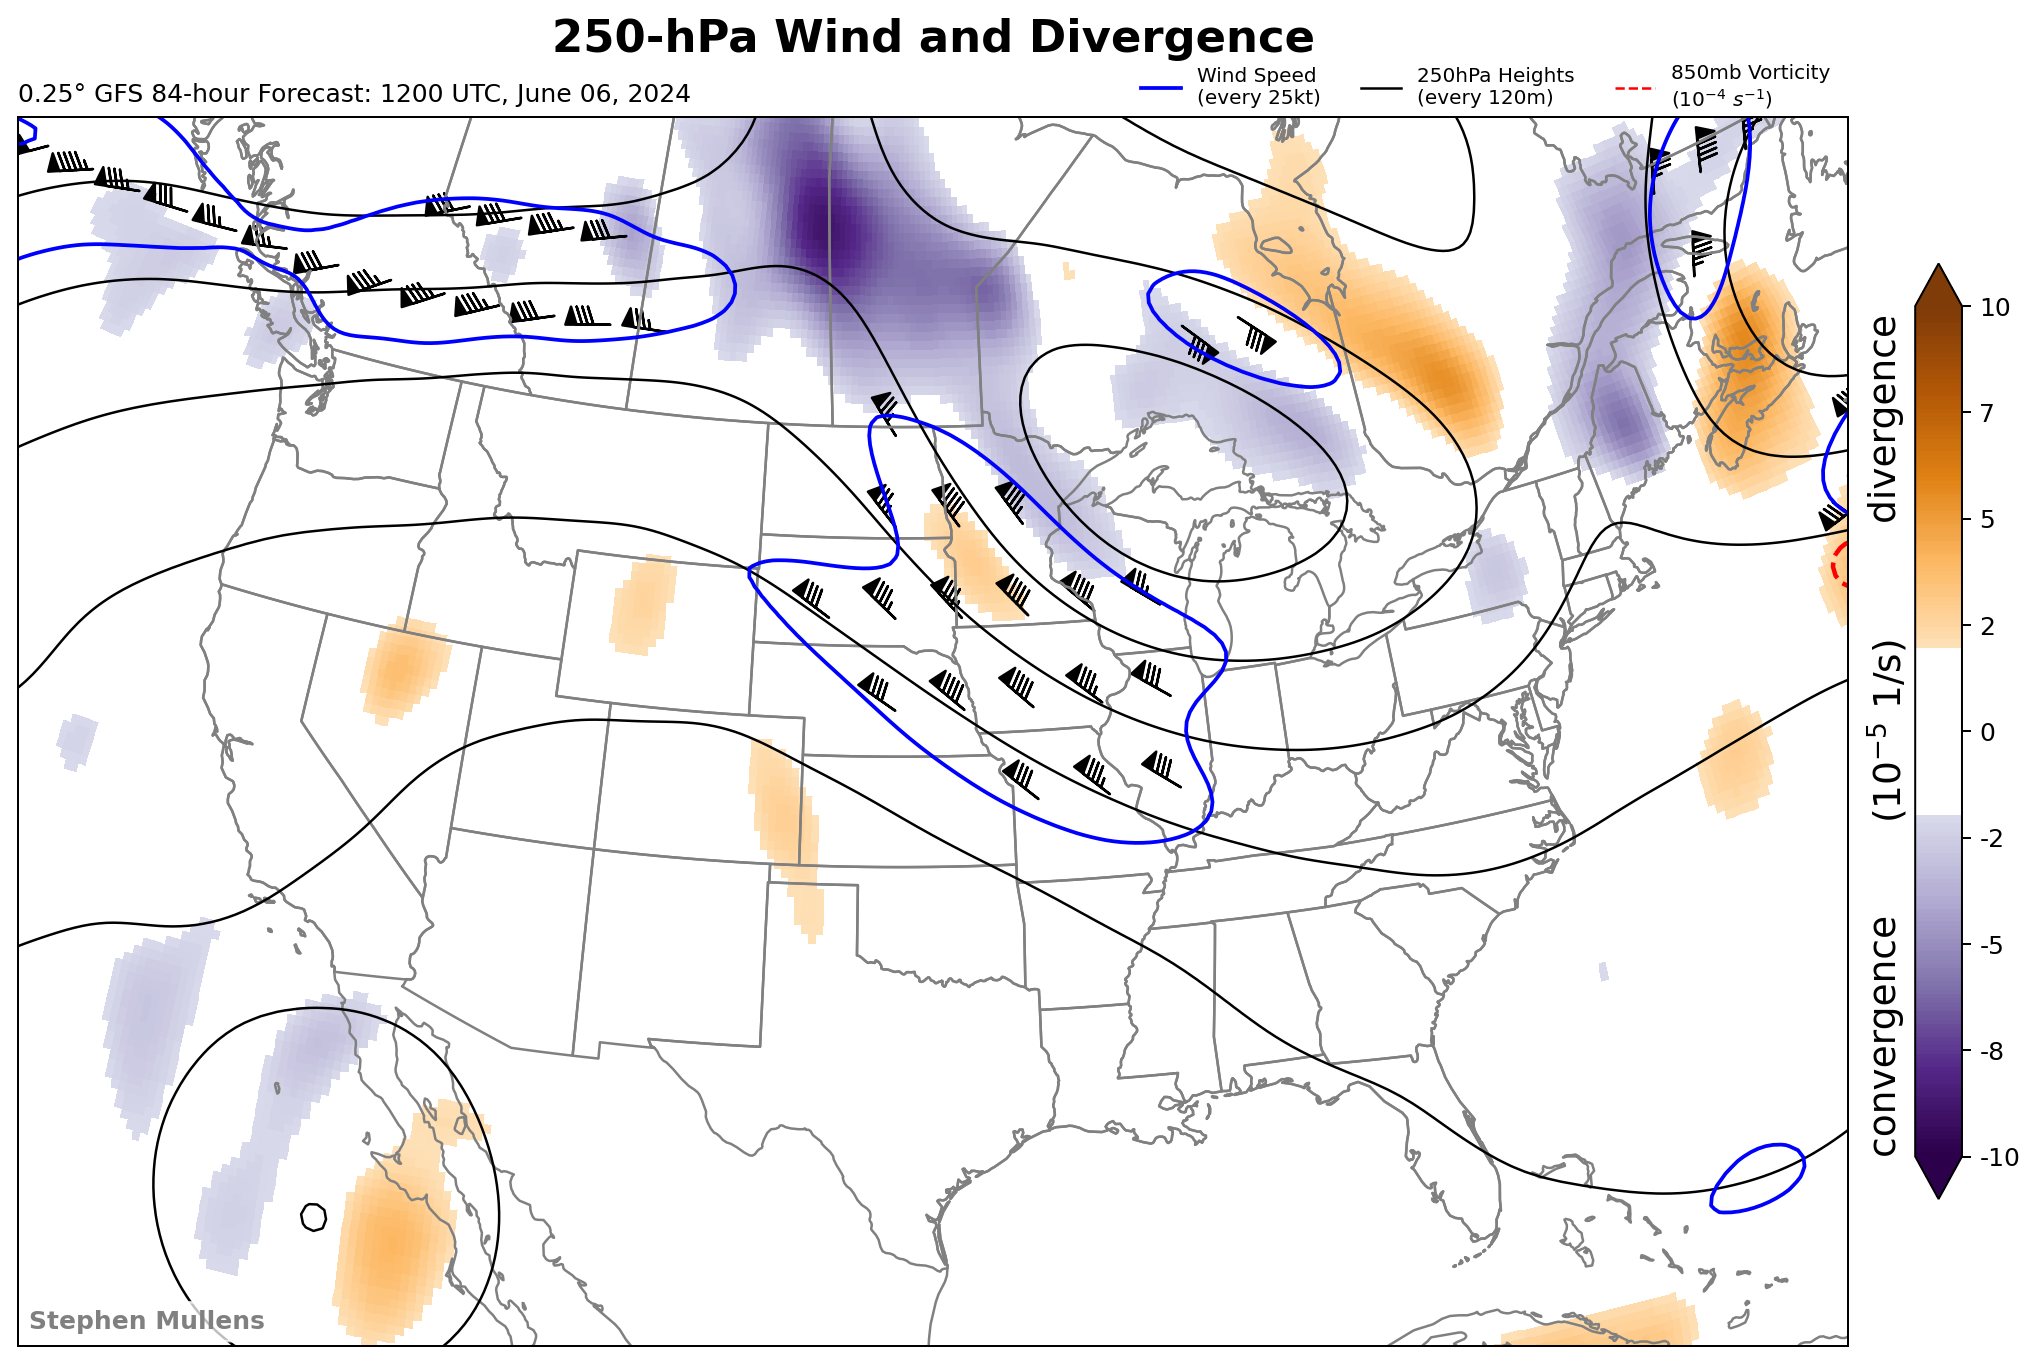 250-hPa Wind and Divergence
0.25° GFS 84-hour Forecast: 1200 UTC, June 06, 2024
Wind Speed
(every 25kt)
250hPa Heights
(every 120m)
850mb Vorticity
(10⁻⁴ s⁻¹)
10
7
5
2
0
-2
-5
-8
-10
convergence (10⁻⁵ 1/s) divergence
Stephen Mullens